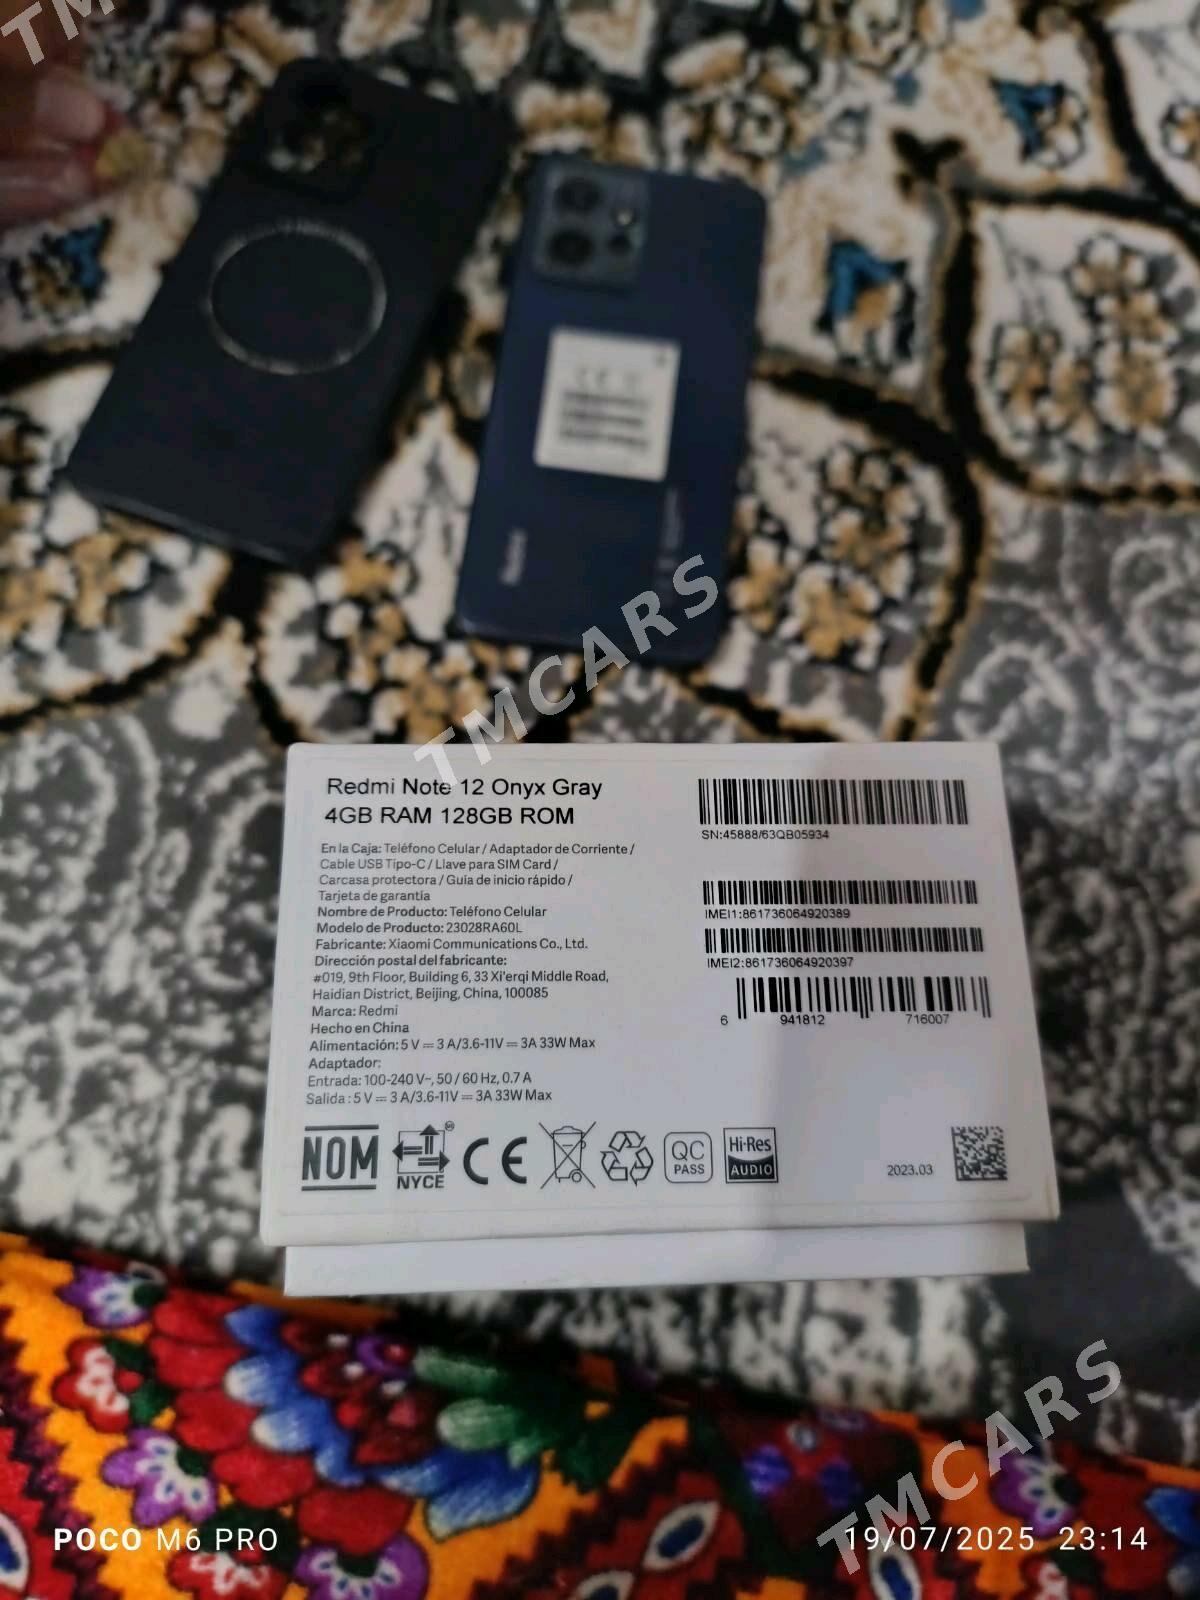 TM
TMCARS
Redmi
Redmi Note 12 Onyx Gray
4GB RAM 128GB ROM
En la Caja: Teléfono Celular / Adaptador de Corriente /
Cable USB Tipo-C / Llave para SIM Card /
Carcasa protectora / Guía de inicio rápido /
Tarjeta de garantía
Nombre de Producto: Teléfono Celular
Modelo de Producto: 23028RA60L
Fabricante: Xiaomi Communications Co., Ltd.
Dirección postal del fabricante:
#019, 9th Floor, Building 6, 33 Xi'erqi Middle Road,
Haidian District, Beijing, China, 100085
Marca: Redmi
Hecho en China
Alimentación: 5 V ⎓ 3 A/3.6-11V ⎓ 3A 33W Max
Adaptador:
Entrada: 100-240 V~, 50 / 60 Hz, 0.7 A
Salida : 5 V ⎓ 3 A/3.6-11V ⎓ 3A 33W Max
SN:45888/63QB05934
IMEI1:861736064920389
IMEI2:861736064920397
6 941812 716007
NOM
NYCE
CE
QC
PASS
Hi-Res
AUDIO
2023.03
TMCARS
POCO M6 PRO
19/07/2025 23:14